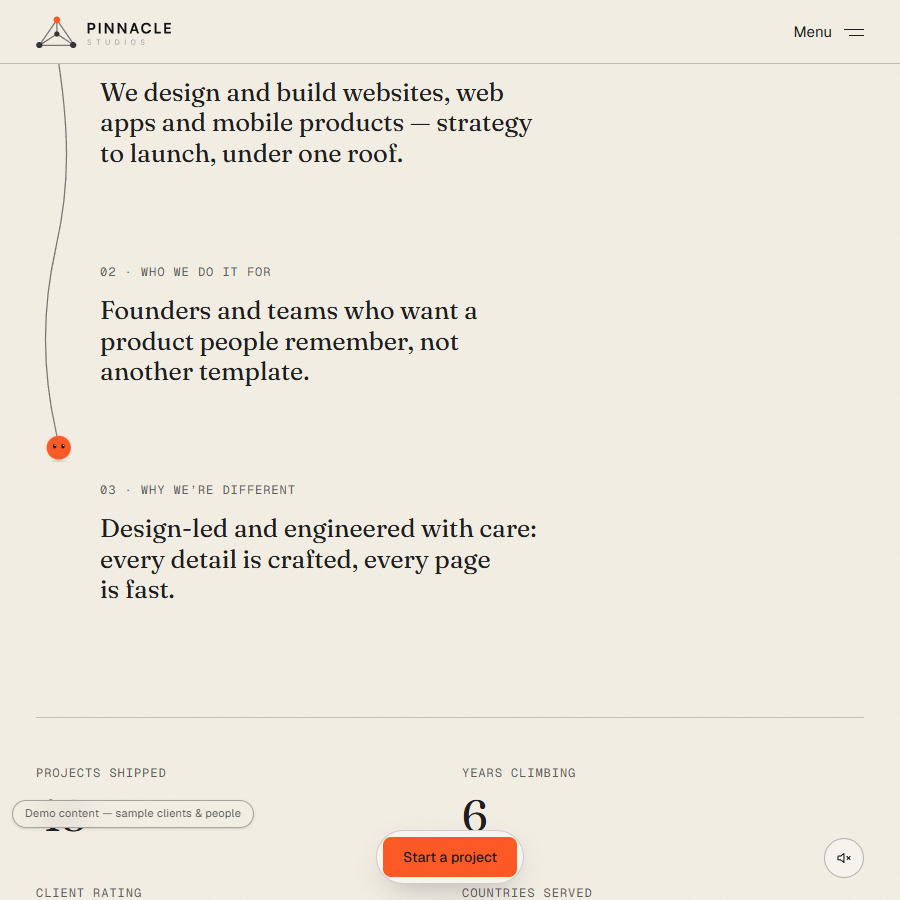 PINNACLE
STUDIOS
Menu
We design and build websites, web
apps and mobile products — strategy
to launch, under one roof.
02 · WHO WE DO IT FOR
Founders and teams who want a
product people remember, not
another template.
03 · WHY WE’RE DIFFERENT
Design-led and engineered with care:
every detail is crafted, every page
is fast.
PROJECTS SHIPPED
YEARS CLIMBING
Demo content — sample clients & people
6
Start a project
CLIENT RATING
COUNTRIES SERVED